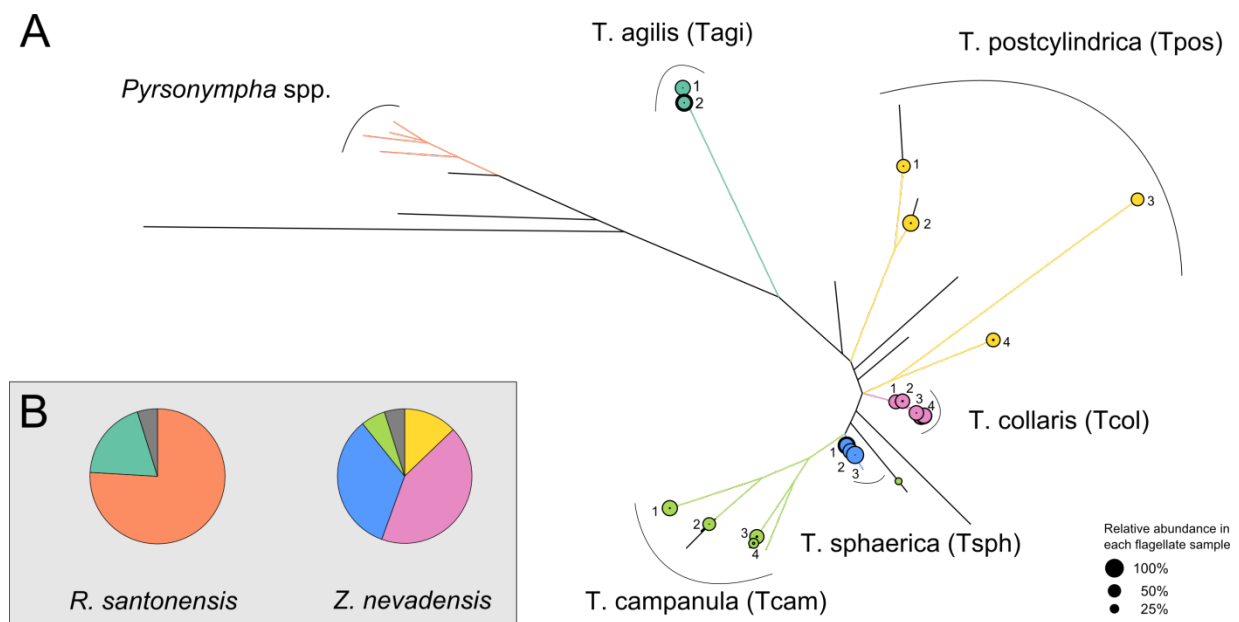 A
T. agilis (Tagi)
T. postcylindrica (Tpos)
Pyrsonympha spp.
1
2
1
2
3
4
1 2
3 4
T. collaris (Tcol)
1
2
3
T. sphaerica (Tsph)
1
2
3
4
T. campanula (Tcam)
B
R. santonensis
Z. nevadensis
Relative abundance in
each flagellate sample
100%
50%
25%